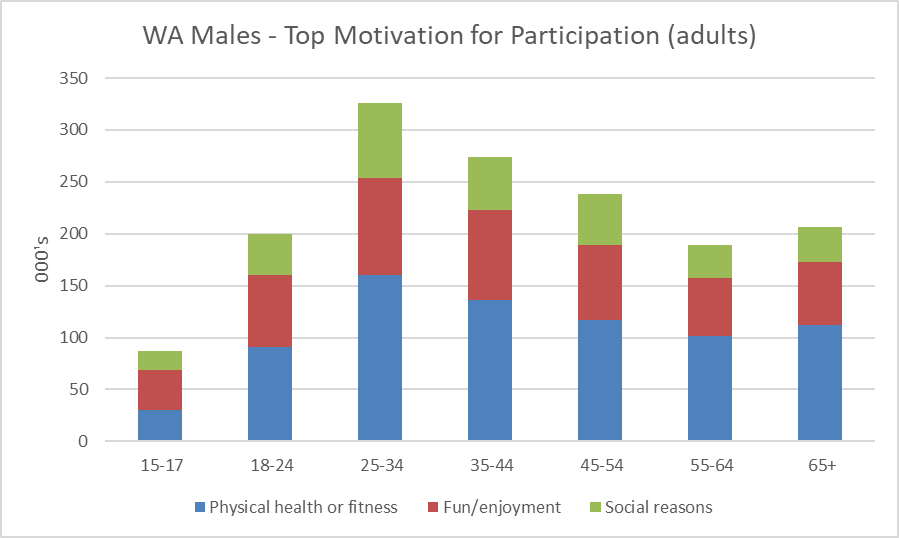 WA Males - Top Motivation for Participation (adults)
350
300
250
200
150
100
50
0
000's
15-17 18-24 25-34 35-44 45-54 55-64 65+
Physical health or fitness Fun/enjoyment Social reasons